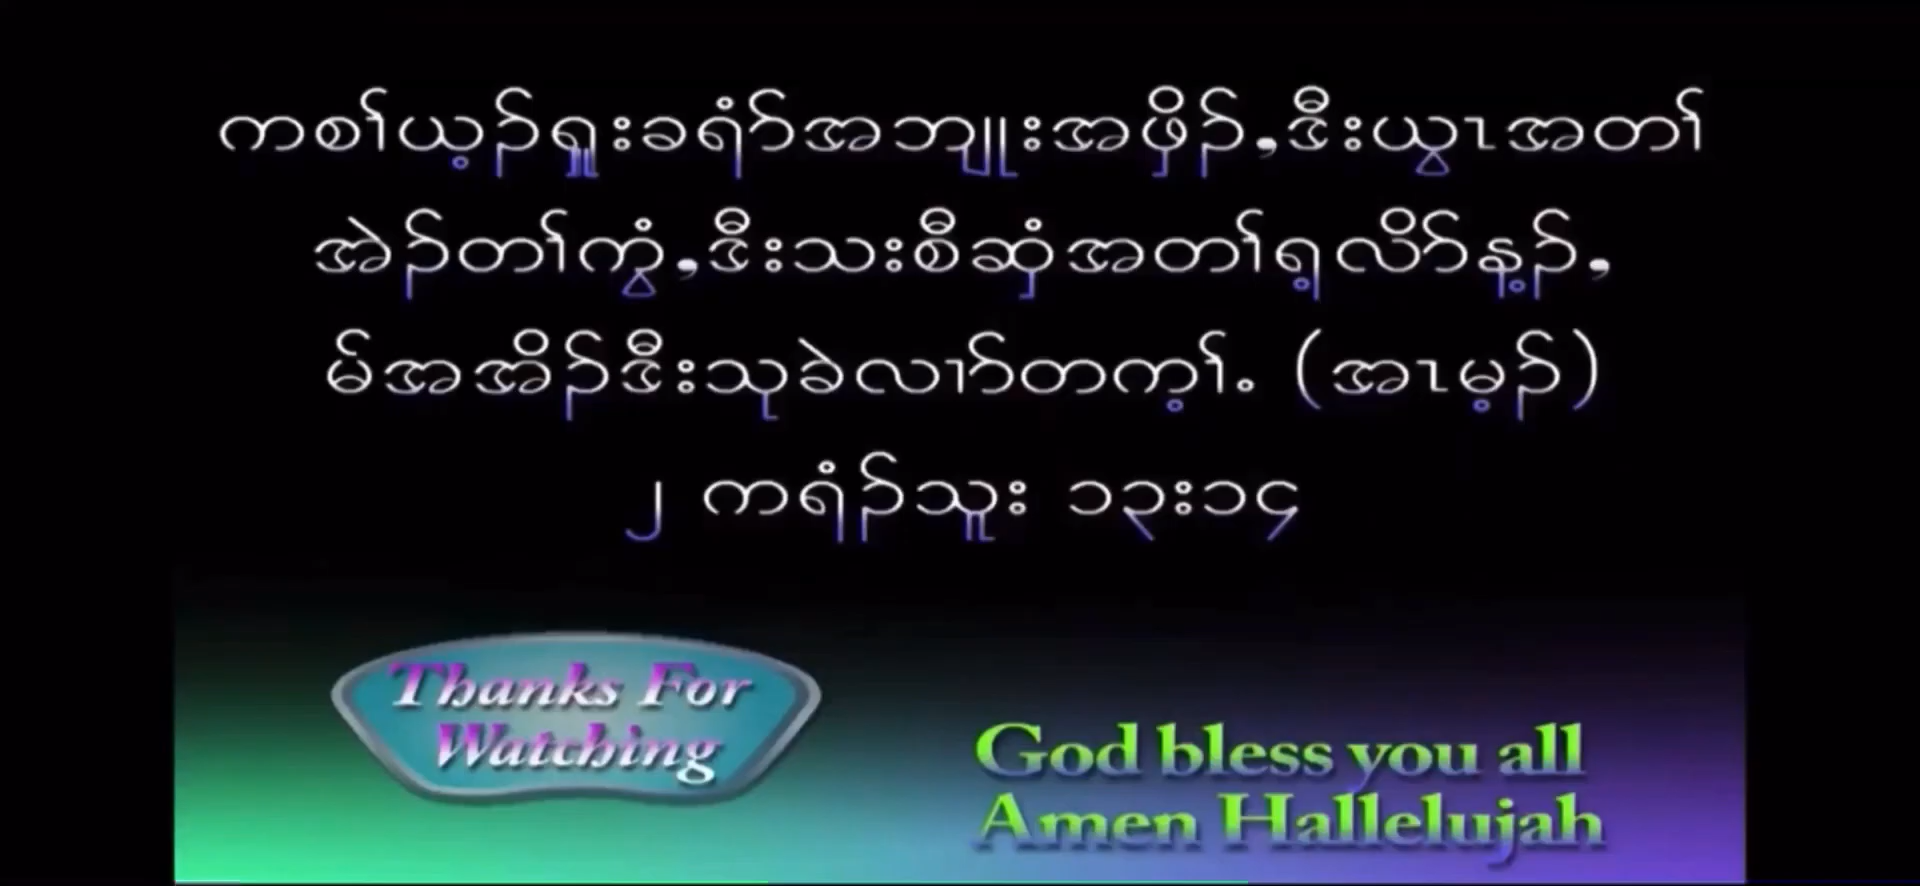 ကစၢ်ယ့ၣ်ရှူးခရံာ်အဘျုးအဖှိၣ်,ဒီးယွၤအတၢ်
အဲၣ်တၢ်ကွံ,ဒီးသးစီဆှံအတၢ်ရ့လိာ်န့ၣ်,
မ်အအိၣ်ဒီးသုခဲလၢာ်တက့ၢ်. (အၤမ့ၣ်)
၂ ကရံၣ်သူး ၁၃း၁၄
Thanks For
Watching
God bless you all
Amen Hallelujah